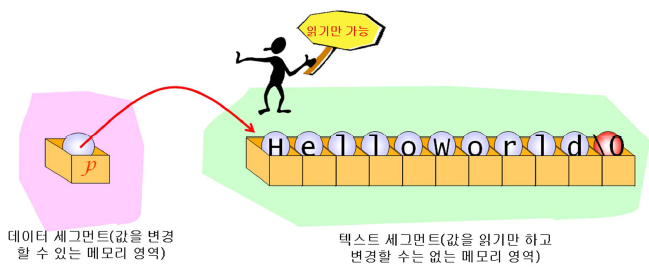 읽기만 가능
HelloWorld\0
p
데이터 세그먼트(값을 변경
할 수 있는 메모리 영역)
텍스트 세그먼트(값을 읽기만 하고
변경할 수는 없는 메모리 영역)